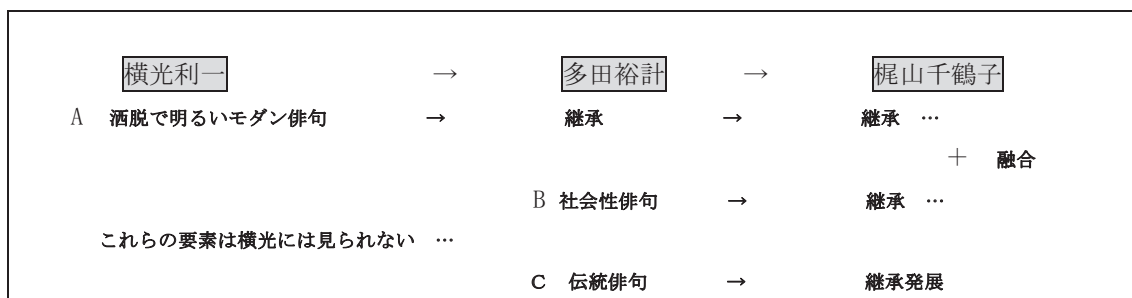 横光利一 → 多田裕計 → 梶山千鶴子
A 洒脱で明るいモダン俳句 → 継承 → 継承 …
＋ 融合
B 社会性俳句 → 継承 …
これらの要素は横光には見られない …
C 伝統俳句 → 継承発展